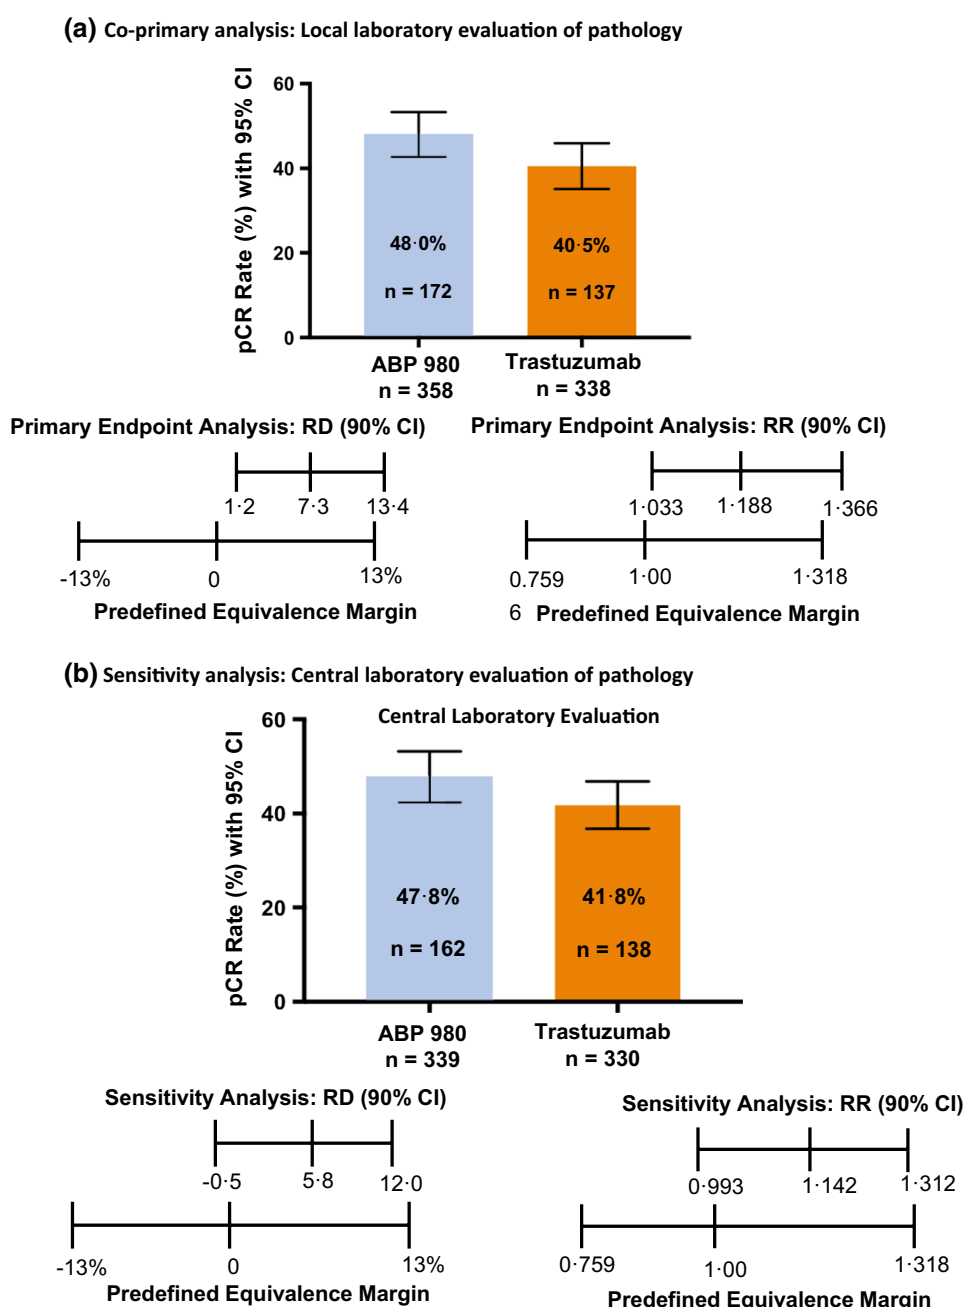 (a) Co-primary analysis: Local laboratory evaluation of pathology
pCR Rate (%) with 95% CI
60
40
20
0
48·0%
n = 172
40·5%
n = 137
ABP 980
n = 358
Trastuzumab
n = 338
Primary Endpoint Analysis: RD (90% CI)
1·2 7·3 13·4
-13% 0 13%
Predefined Equivalence Margin
Primary Endpoint Analysis: RR (90% CI)
1·033 1·188 1·366
0.759 1·00 1·318
6 Predefined Equivalence Margin
(b) Sensitivity analysis: Central laboratory evaluation of pathology
Central Laboratory Evaluation
pCR Rate (%) with 95% CI
60
40
20
0
47·8%
n = 162
41·8%
n = 138
ABP 980
n = 339
Trastuzumab
n = 330
Sensitivity Analysis: RD (90% CI)
-0·5 5·8 12·0
-13% 0 13%
Predefined Equivalence Margin
Sensitivity Analysis: RR (90% CI)
0·993 1·142 1·312
0·759 1·00 1·318
Predefined Equivalence Margin